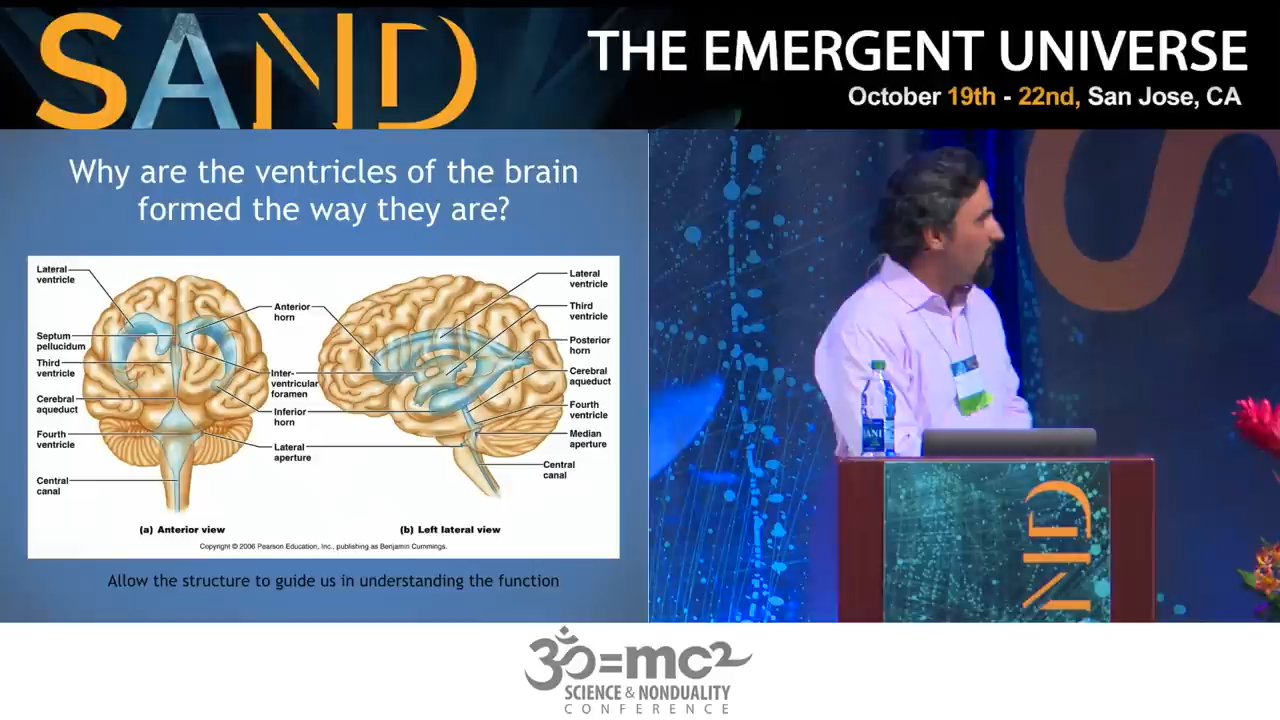 SAND
THE EMERGENT UNIVERSE
October 19th - 22nd, San Jose, CA
Why are the ventricles of the brain
formed the way they are?
Lateral
ventricle
Septum
pellucidum
Third
ventricle
Cerebral
aqueduct
Fourth
ventricle
Central
canal
Anterior
horn
Inter-
ventricular
foramen
Inferior
horn
Lateral
aperture
Lateral
ventricle
Third
ventricle
Posterior
horn
Cerebral
aqueduct
Fourth
ventricle
Median
aperture
Central
canal
(a) Anterior view
(b) Left lateral view
Copyright © 2006 Pearson Education, Inc., publishing as Benjamin Cummings.
Allow the structure to guide us in understanding the function
S
ND
ॐ=mc2
SCIENCE & NONDUALITY
CONFERENCE